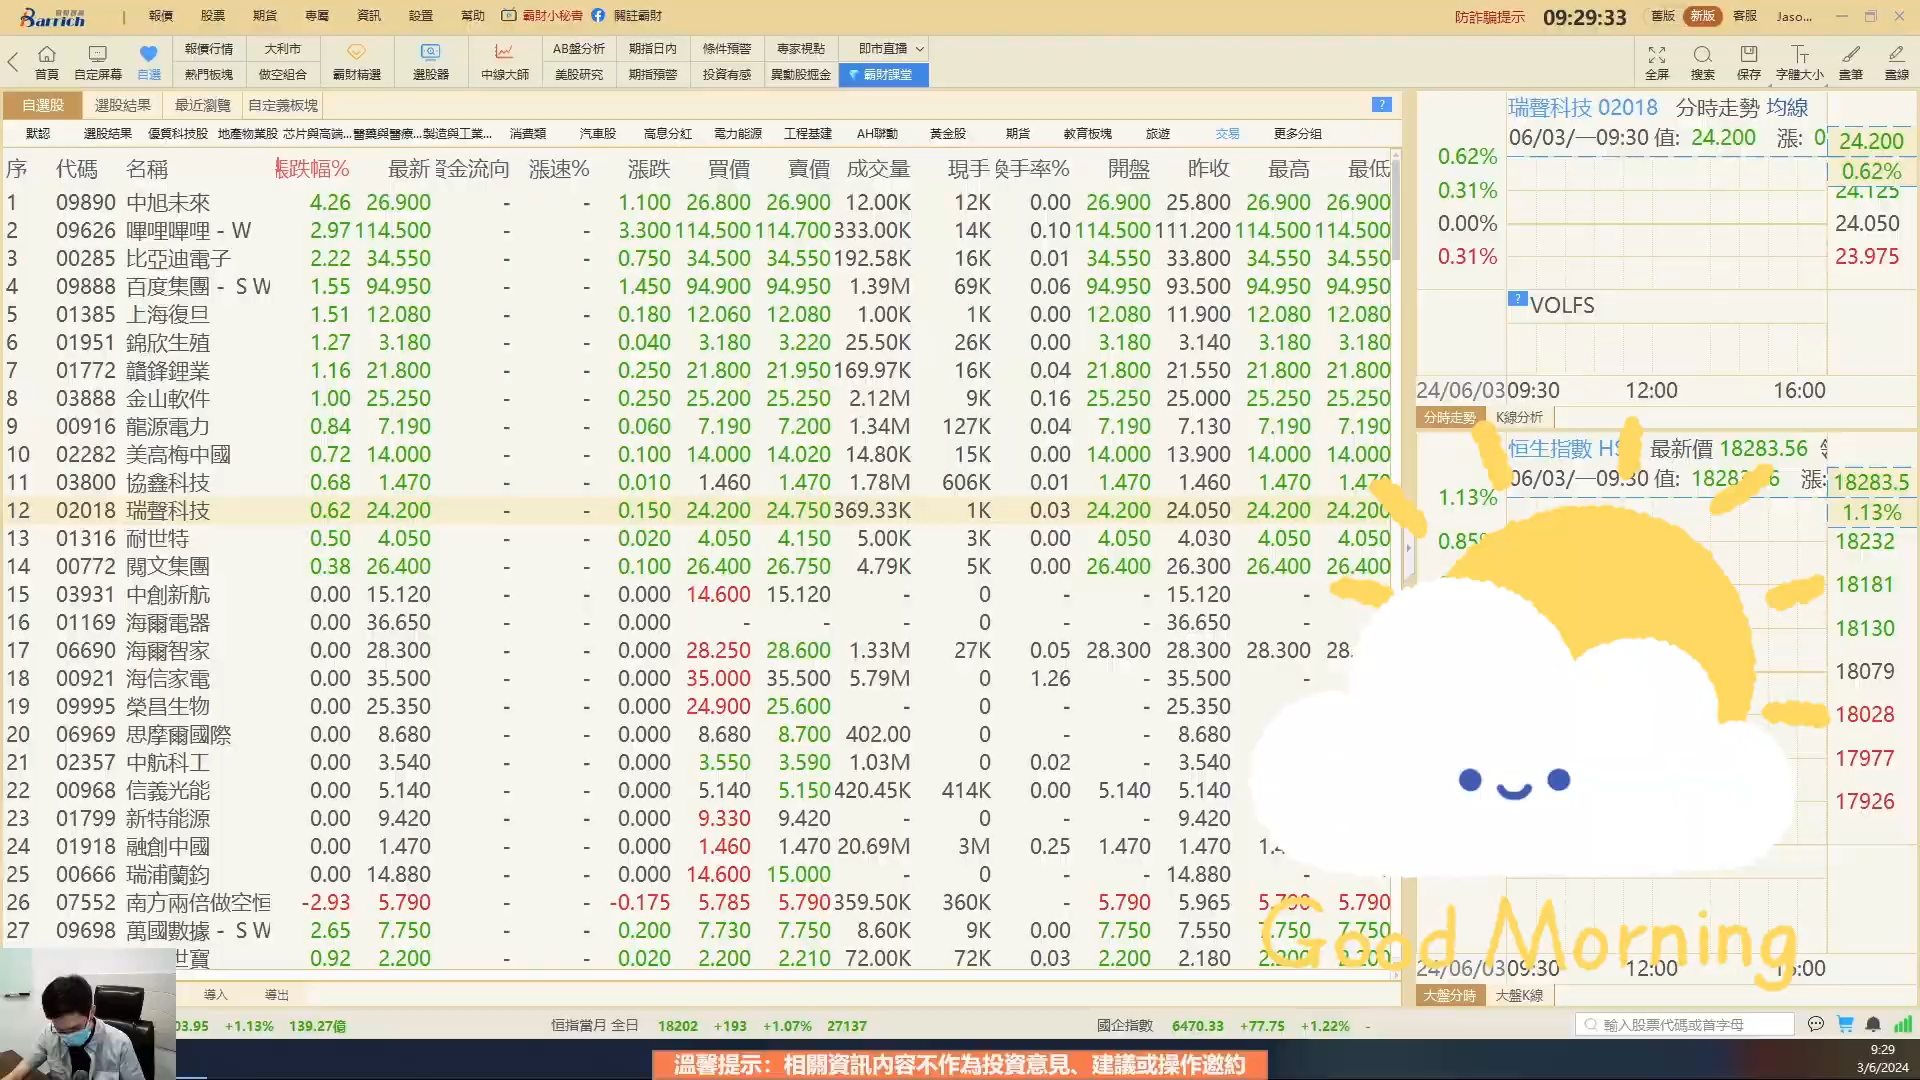 Barrich
報價 股票 期貨 專屬 資訊 設置 幫助 霸財小秘書 關註霸財
防詐騙提示 09:29:33 舊版 新版 客服 Jaso...
首頁 自定屏幕 自選 報價行情 大利市 霸財精選 選股器 中線大師 AB盤分析 期指日內 條件預警 專家視點 即市直播 全屏 搜索 保存 字體大小 畫筆 畫線
熱門板塊 做空組合 美股研究 期指預警 投資有感 異動股掘金 霸財課堂
自選股 選股結果 最近瀏覽 自定義板塊 ?
默認 選股結果 優質科技股 地產物業股 芯片與高端... 醫藥與醫療... 製造與工業... 消費類 汽車股 高息分紅 電力能源 工程基建 AH聯動 黃金股 期貨 教育板塊 旅遊 交易 更多分組
序 代碼 名稱 漲跌幅% 最新 資金流向 漲速% 漲跌 買價 賣價 成交量 現手 換手率% 開盤 昨收 最高 最低
1 09890 中旭未來 4.26 26.900 - - 1.100 26.800 26.900 12.00K 12K 0.00 26.900 25.800 26.900 26.900
2 09626 嗶哩嗶哩－W 2.97 114.500 - - 3.300 114.500 114.700 333.00K 14K 0.10 114.500 111.200 114.500 114.500
3 00285 比亞迪電子 2.22 34.550 - - 0.750 34.500 34.550 192.58K 16K 0.01 34.550 33.800 34.550 34.550
4 09888 百度集團－ＳＷ 1.55 94.950 - - 1.450 94.900 94.950 1.39M 69K 0.06 94.950 93.500 94.950 94.950
5 01385 上海復旦 1.51 12.080 - - 0.180 12.060 12.080 1.00K 1K 0.00 12.080 11.900 12.080 12.080
6 01951 錦欣生殖 1.27 3.180 - - 0.040 3.180 3.220 25.50K 26K 0.00 3.180 3.140 3.180 3.180
7 01772 贛鋒鋰業 1.16 21.800 - - 0.250 21.800 21.950 169.97K 16K 0.04 21.800 21.550 21.800 21.800
8 03888 金山軟件 1.00 25.250 - - 0.250 25.200 25.250 2.12M 9K 0.16 25.250 25.000 25.250 25.250
9 00916 龍源電力 0.84 7.190 - - 0.060 7.190 7.200 1.34M 127K 0.04 7.190 7.130 7.190 7.190
10 02282 美高梅中國 0.72 14.000 - - 0.100 14.000 14.020 14.80K 15K 0.00 14.000 13.900 14.000 14.000
11 03800 協鑫科技 0.68 1.470 - - 0.010 1.460 1.470 1.78M 606K 0.01 1.470 1.460 1.470 1.470
12 02018 瑞聲科技 0.62 24.200 - - 0.150 24.200 24.750 369.33K 1K 0.03 24.200 24.050 24.200 24.200
13 01316 耐世特 0.50 4.050 - - 0.020 4.050 4.150 5.00K 3K 0.00 4.050 4.030 4.050 4.050
14 00772 閱文集團 0.38 26.400 - - 0.100 26.400 26.750 4.79K 5K 0.00 26.400 26.300 26.400 26.400
15 03931 中創新航 0.00 15.120 - - 0.000 14.600 15.120 - 0 - - 15.120 -
16 01169 海爾電器 0.00 36.650 - - 0.000 - - - 0 - - 36.650 -
17 06690 海爾智家 0.00 28.300 - - 0.000 28.250 28.600 1.33M 27K 0.05 28.300 28.300 28.300 28.
18 00921 海信家電 0.00 35.500 - - 0.000 35.000 35.500 5.79M 0 1.26 - 35.500 -
19 09995 榮昌生物 0.00 25.350 - - 0.000 24.900 25.600 - 0 - - 25.350
20 06969 思摩爾國際 0.00 8.680 - - 0.000 8.680 8.700 402.00 0 - - 8.680
21 02357 中航科工 0.00 3.540 - - 0.000 3.550 3.590 1.03M 0 0.02 - 3.540
22 00968 信義光能 0.00 5.140 - - 0.000 5.140 5.150 420.45K 414K 0.00 5.140 5.140
23 01799 新特能源 0.00 9.420 - - 0.000 9.330 9.420 - 0 - - 9.420
24 01918 融創中國 0.00 1.470 - - 0.000 1.460 1.470 20.69M 3M 0.25 1.470 1.470
25 00666 瑞浦蘭鈞 0.00 14.880 - - 0.000 14.600 15.000 - 0 - - 14.880 - -
26 07552 南方兩倍做空恒 -2.93 5.790 - - -0.175 5.785 5.790 359.50K 360K - 5.790 5.965 5.790 5.790
27 09698 萬國數據－ＳＷ 2.65 7.750 - - 0.200 7.730 7.750 8.60K 9K 0.00 7.750 7.550 7.750 7.750
世寶 0.92 2.200 - - 0.020 2.200 2.210 72.00K 72K 0.03 2.200 2.180 2.200 2.200
導入 導出
瑞聲科技 02018 分時走勢 均線
06/03/一09:30 值: 24.200 漲: 0
24.200
0.62% 0.62%
0.31% 24.125
0.00% 24.050
0.31% 23.975
? VOLFS
24/06/03 09:30 12:00 16:00
分時走勢 K線分析
恒生指數 HS 最新價 18283.56
06/03/一09:30 值: 漲:
18283.5
1.13% 1.13%
0.85% 18232
18181
18130
18079
18028
17977
17926
Good Morning
24/06/03 09:30 12:00 16:00
大盤分時 大盤K線
03.95 +1.13% 139.27億 恒指當月 全日 18202 +193 +1.07% 27137 國企指數 6470.33 +77.75 +1.22% - 輸入股票代碼或首字母
溫馨提示：相關資訊內容不作為投資意見、建議或操作邀約
9:29
3/6/2024